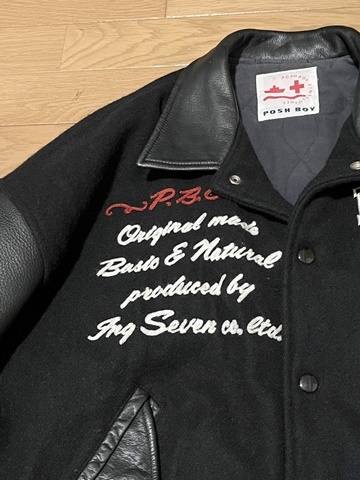 POSH BOY
P.B.C
Original made
Basic & Natural
produced by
Ing Seven co. ltd.